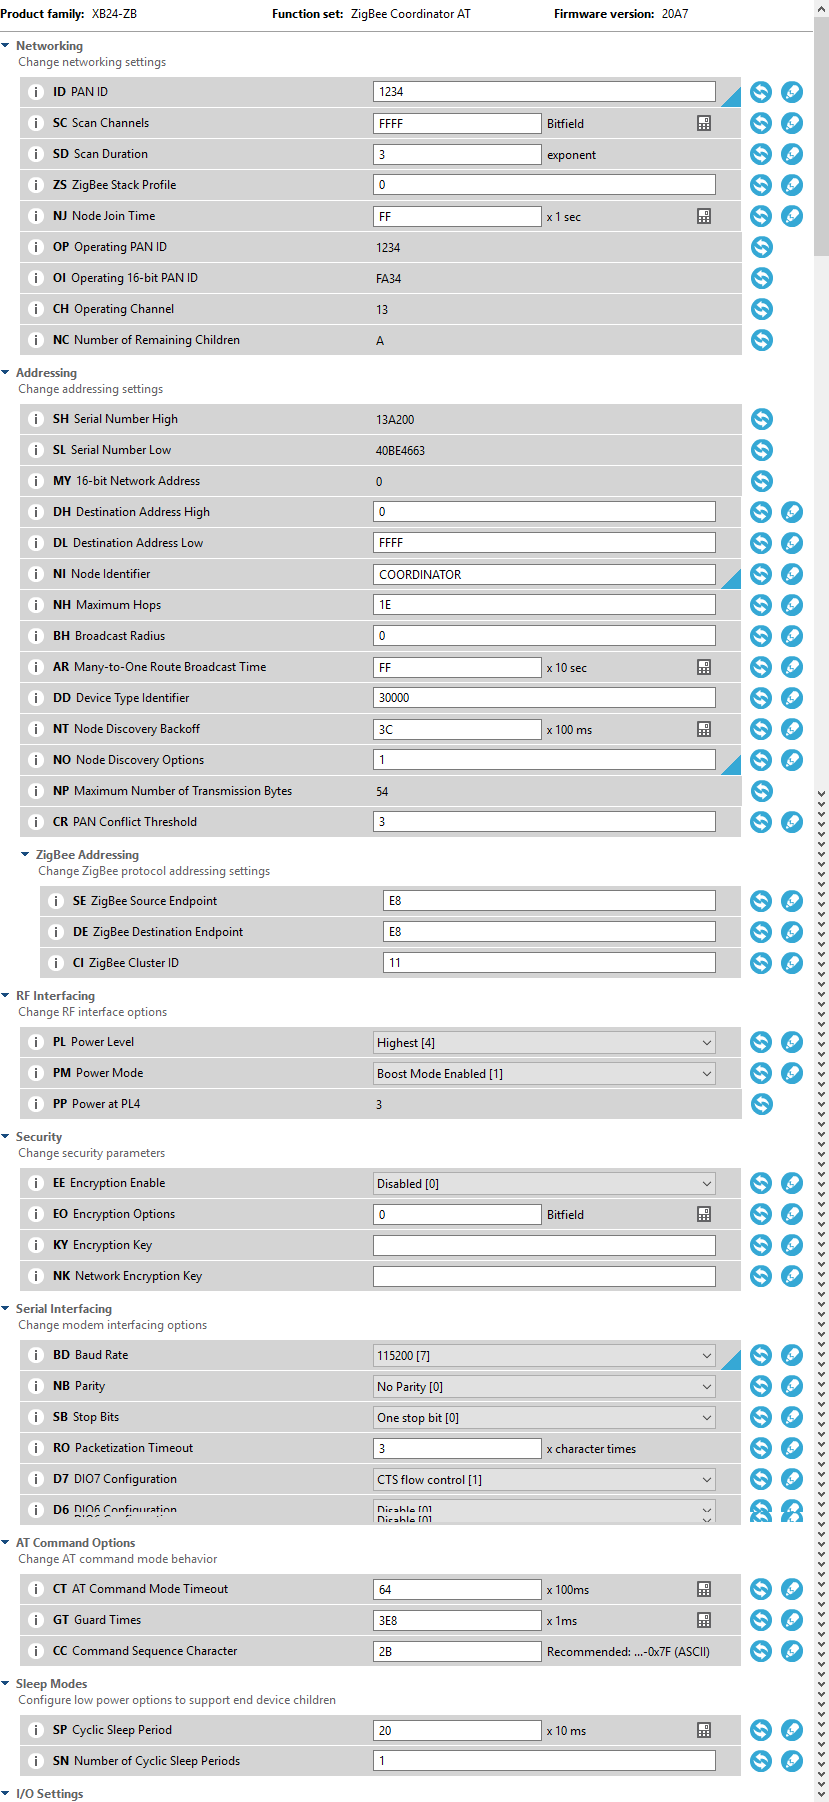 Product family: XB24-ZB Function set: ZigBee Coordinator AT Firmware version: 20A7
Networking
Change networking settings
i ID PAN ID 1234
i SC Scan Channels FFFF Bitfield
i SD Scan Duration 3 exponent
i ZS ZigBee Stack Profile 0
i NJ Node Join Time FF x 1 sec
i OP Operating PAN ID 1234
i OI Operating 16-bit PAN ID FA34
i CH Operating Channel 13
i NC Number of Remaining Children A
Addressing
Change addressing settings
i SH Serial Number High 13A200
i SL Serial Number Low 40BE4663
i MY 16-bit Network Address 0
i DH Destination Address High 0
i DL Destination Address Low FFFF
i NI Node Identifier COORDINATOR
i NH Maximum Hops 1E
i BH Broadcast Radius 0
i AR Many-to-One Route Broadcast Time FF x 10 sec
i DD Device Type Identifier 30000
i NT Node Discovery Backoff 3C x 100 ms
i NO Node Discovery Options 1
i NP Maximum Number of Transmission Bytes 54
i CR PAN Conflict Threshold 3
ZigBee Addressing
Change ZigBee protocol addressing settings
i SE ZigBee Source Endpoint E8
i DE ZigBee Destination Endpoint E8
i CI ZigBee Cluster ID 11
RF Interfacing
Change RF interface options
i PL Power Level Highest [4]
i PM Power Mode Boost Mode Enabled [1]
i PP Power at PL4 3
Security
Change security parameters
i EE Encryption Enable Disabled [0]
i EO Encryption Options 0 Bitfield
i KY Encryption Key
i NK Network Encryption Key
Serial Interfacing
Change modem interfacing options
i BD Baud Rate 115200 [7]
i NB Parity No Parity [0]
i SB Stop Bits One stop bit [0]
i RO Packetization Timeout 3 x character times
i D7 DIO7 Configuration CTS flow control [1]
i D6 DIO6 Configuration Disable [0]
AT Command Options
Change AT command mode behavior
i CT AT Command Mode Timeout 64 x 100ms
i GT Guard Times 3E8 x 1ms
i CC Command Sequence Character 2B Recommended: ...-0x7F (ASCII)
Sleep Modes
Configure low power options to support end device children
i SP Cyclic Sleep Period 20 x 10 ms
i SN Number of Cyclic Sleep Periods 1
I/O Settings